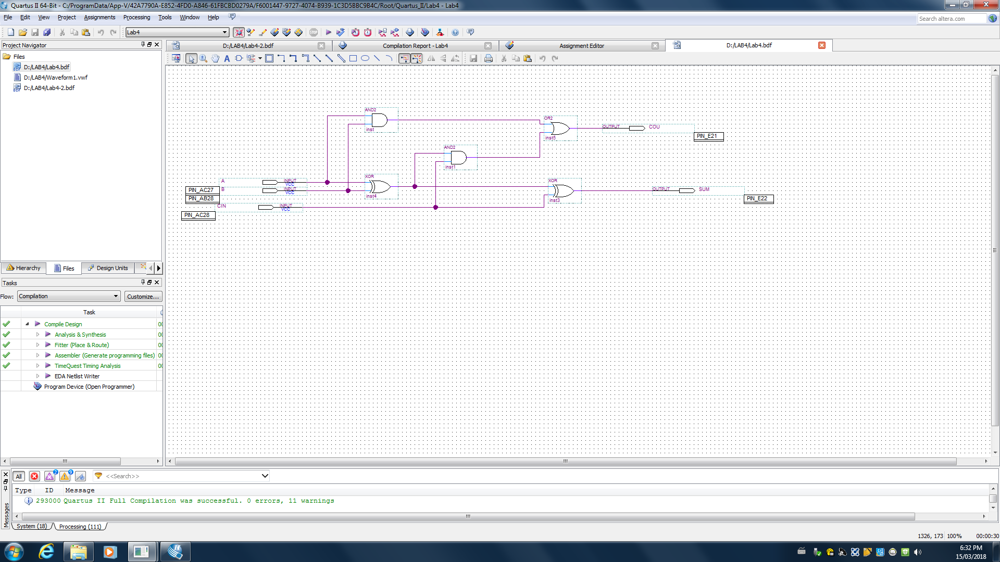 Quartus II 64-Bit - C:/ProgramData/App-V/42A7790A-E852-4FD0-A846-61FBCBD0279A/F6001447-9727-4074-B939-1C3D5BBC9B4C/Root/Quartus_II/Lab4 - Lab4
File Edit View Project Assignments Processing Tools Window Help
Search altera.com
Lab4
Project Navigator
Files
D:/LAB4/Lab4.bdf
D:/LAB4/Waveform1.vwf
D:/LAB4/Lab4-2.bdf
Hierarchy Files Design Units
Tasks
Flow: Compilation Customize...
Task
Compile Design 00
Analysis & Synthesis 00
Fitter (Place & Route) 00
Assembler (Generate programming files) 00
TimeQuest Timing Analysis 00
EDA Netlist Writer
Program Device (Open Programmer)
D:/LAB4/Lab4-2.bdf Compilation Report - Lab4 Assignment Editor D:/LAB4/Lab4.bdf
AND2
inst
OR2
inst5
OUTPUT COU
PIN_E21
AND2
inst1
A INPUT
VCC
B INPUT
VCC
PIN_AC27
PIN_AB28
CIN INPUT
VCC
PIN_AC28
XOR
inst4
XOR
inst3
OUTPUT SUM
PIN_E22
All 2 9 <<Search>>
Type ID Message
293000 Quartus II Full Compilation was successful. 0 errors, 11 warnings
Messages
System (18) Processing (111)
1326, 173 100% 00:00:30
6:32 PM
15/03/2018